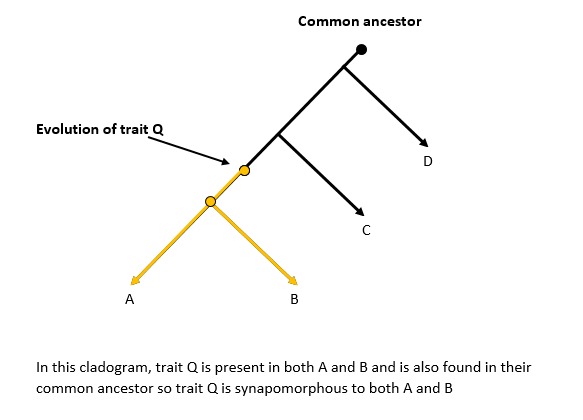 Common ancestor
Evolution of trait Q
D
C
A
B
In this cladogram, trait Q is present in both A and B and is also found in their
common ancestor so trait Q is synapomorphous to both A and B